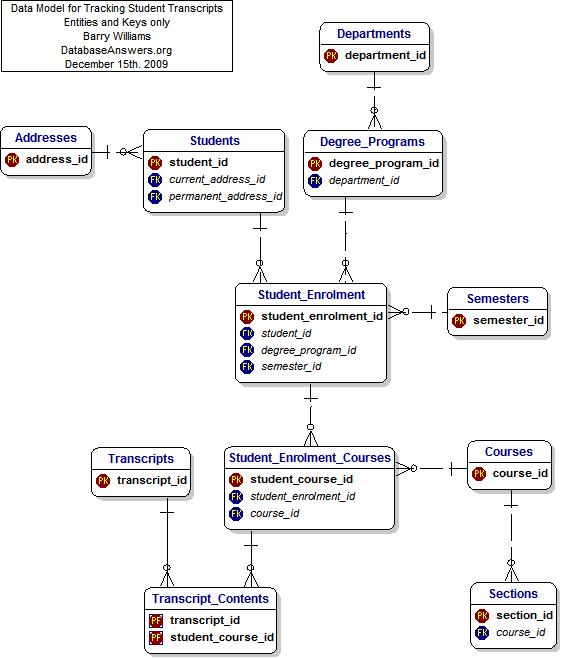 Data Model for Tracking Student Transcripts
Entities and Keys only
Barry Williams
DatabaseAnswers.org
December 15th. 2009
Departments
PK department_id
Addresses
PK address_id
Students
PK student_id
FK current_address_id
FK permanent_address_id
Degree_Programs
PK degree_program_id
FK department_id
Student_Enrolment
PK student_enrolment_id
FK student_id
FK degree_program_id
FK semester_id
Semesters
PK semester_id
Transcripts
PK transcript_id
Student_Enrolment_Courses
PK student_course_id
FK student_enrolment_id
FK course_id
Courses
PK course_id
Transcript_Contents
PF transcript_id
PF student_course_id
Sections
PK section_id
FK course_id